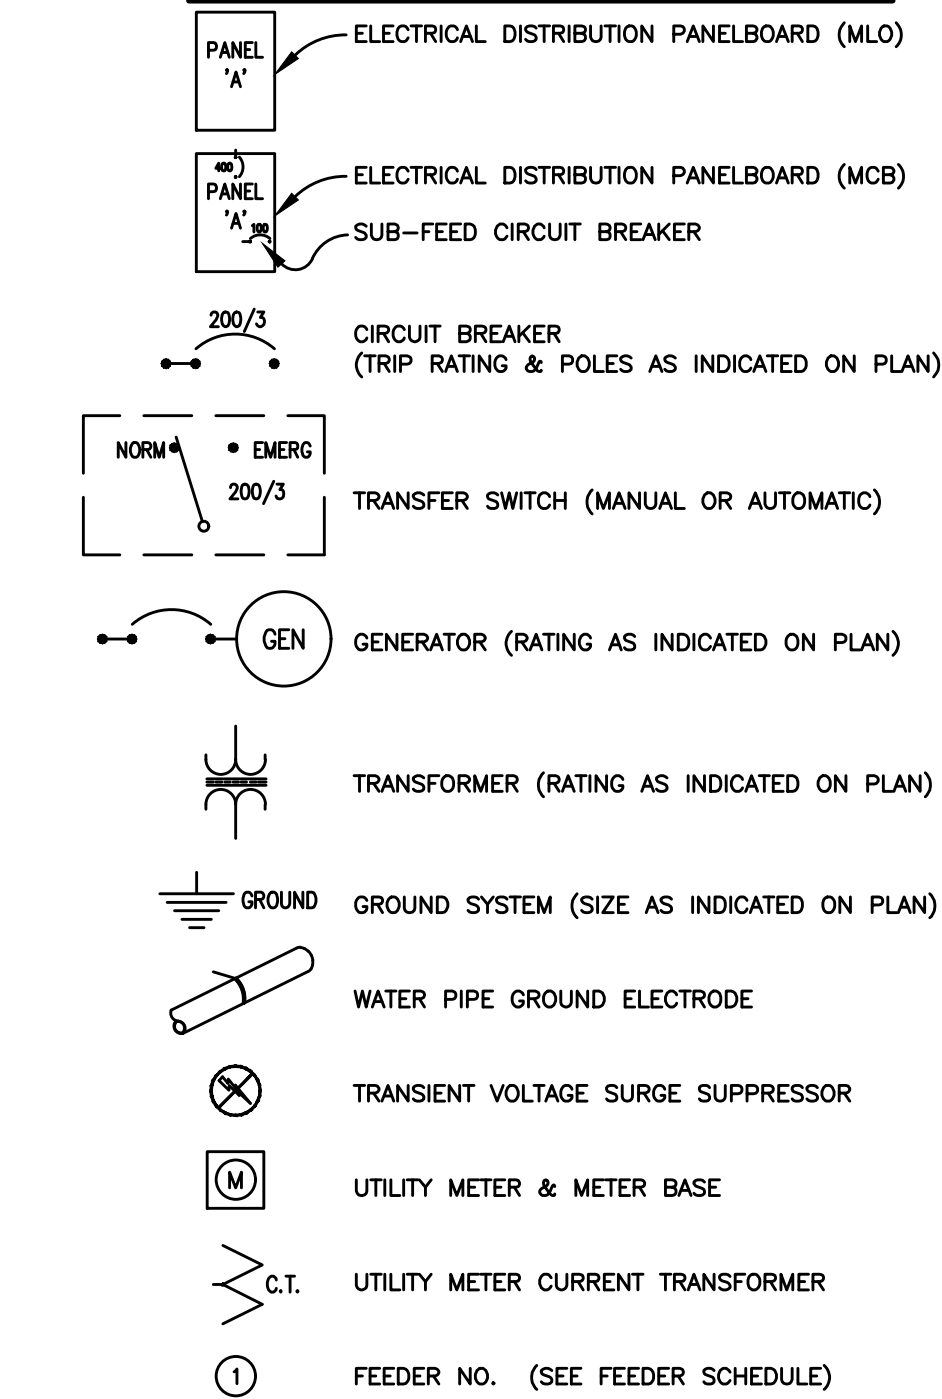 PANEL
'A'
ELECTRICAL DISTRIBUTION PANELBOARD (MLO)
400
PANEL
'A'
100
ELECTRICAL DISTRIBUTION PANELBOARD (MCB)
SUB-FEED CIRCUIT BREAKER
200/3
CIRCUIT BREAKER
(TRIP RATING & POLES AS INDICATED ON PLAN)
NORM EMERG
200/3
TRANSFER SWITCH (MANUAL OR AUTOMATIC)
GEN
GENERATOR (RATING AS INDICATED ON PLAN)
TRANSFORMER (RATING AS INDICATED ON PLAN)
GROUND
GROUND SYSTEM (SIZE AS INDICATED ON PLAN)
WATER PIPE GROUND ELECTRODE
TRANSIENT VOLTAGE SURGE SUPPRESSOR
M
UTILITY METER & METER BASE
C.T.
UTILITY METER CURRENT TRANSFORMER
1
FEEDER NO. (SEE FEEDER SCHEDULE)